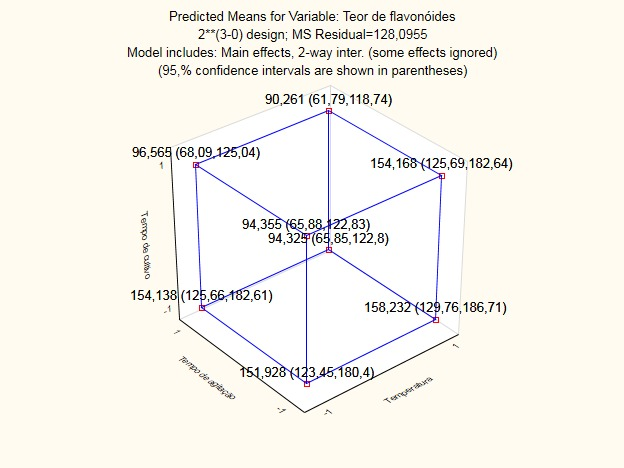 Predicted Means for Variable: Teor de flavonóides
2**(3-0) design; MS Residual=128,0955
Model includes: Main effects, 2-way inter. (some effects ignored)
(95,% confidence intervals are shown in parentheses)
90,261 (61,79,118,74)
96,565 (68,09,125,04)
154,168 (125,69,182,64)
1
Tempo de cultivo
94,355 (65,88,122,83)
94,325 (65,85,122,8)
154,138 (125,66,182,61)
158,232 (129,76,186,71)
-1
1
1
Tempo de agitação
151,928 (123,45,180,4)
Temperatura
-1
-1